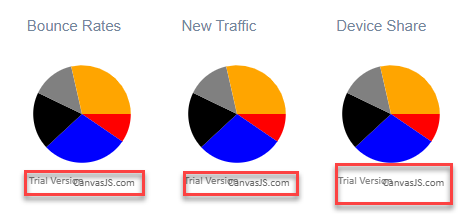 Bounce Rates
New Traffic
Device Share
Trial Version CanvasJS.com
Trial Version CanvasJS.com
Trial Version CanvasJS.com